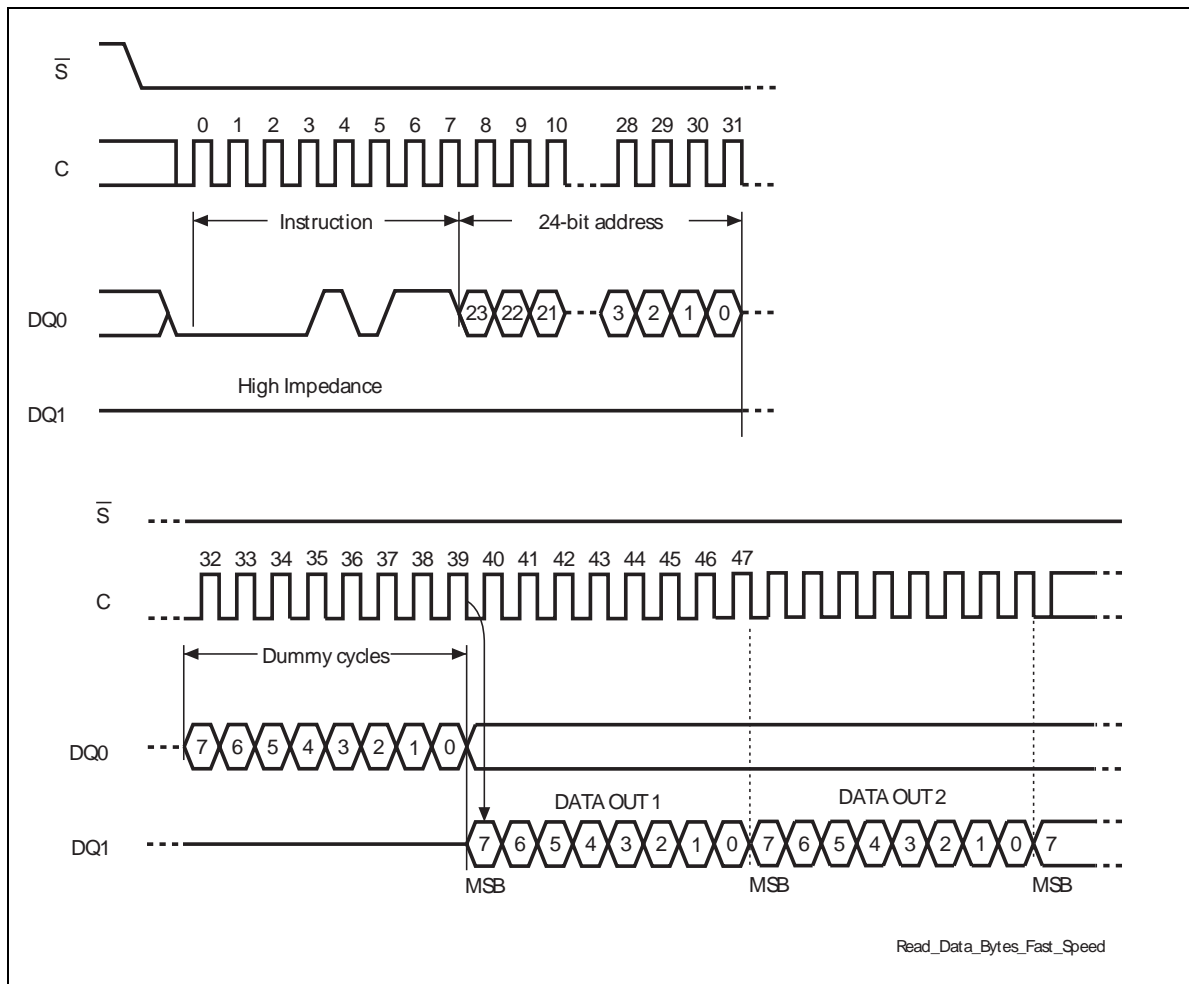 S
0 1 2 3 4 5 6 7 8 9 10 28 29 30 31
C
Instruction 24-bit address
DQ0 23 22 21 3 2 1 0
High Impedance
DQ1
S
32 33 34 35 36 37 38 39 40 41 42 43 44 45 46 47
C
Dummy cycles
DQ0 7 6 5 4 3 2 1 0
DATA OUT 1 DATA OUT 2
DQ1 7 6 5 4 3 2 1 0 7 6 5 4 3 2 1 0 7
MSB MSB MSB
Read_Data_Bytes_Fast_Speed